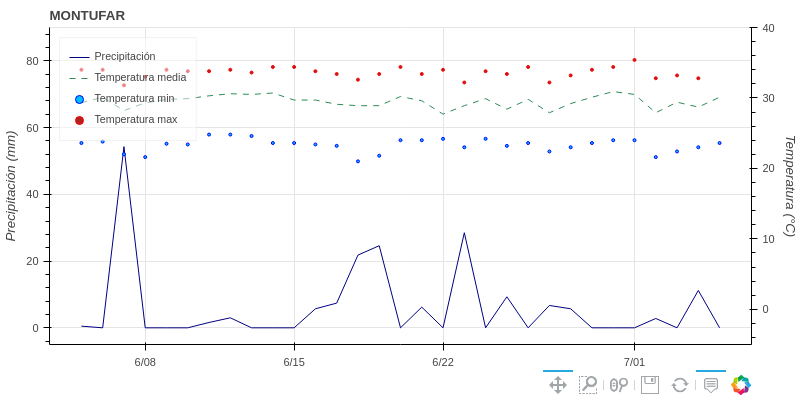 MONTUFAR
Precipitación
Temperatura media
Temperatura min
Temperatura max
Precipitación (mm)
80
60
40
20
0
Temperatura (°C)
40
30
20
10
0
6/08
6/15
6/22
7/01